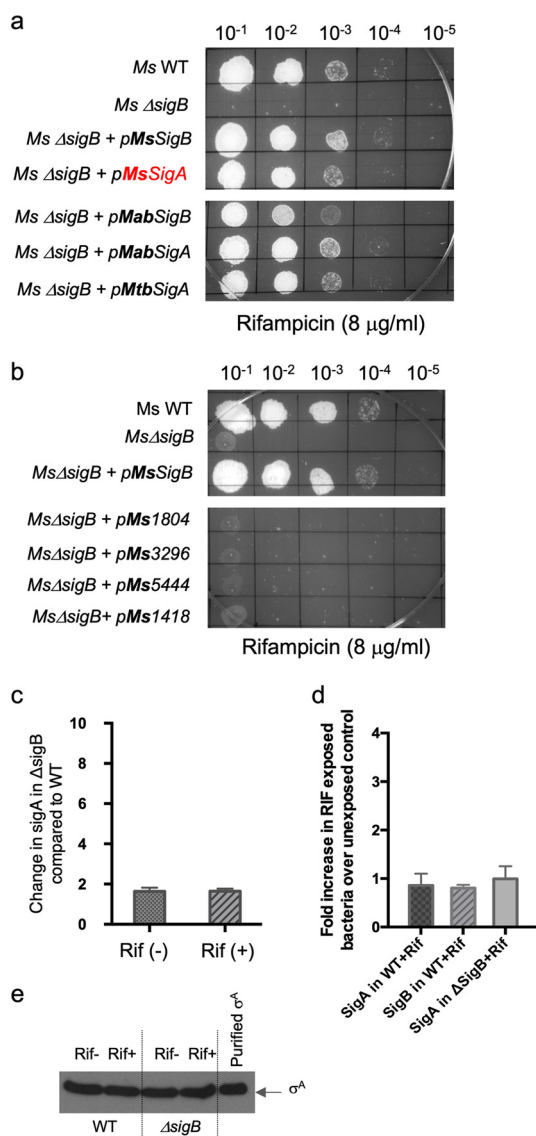 a
10-1 10-2 10-3 10-4 10-5
Ms WT
Ms ΔsigB
Ms ΔsigB + pMsSigB
Ms ΔsigB + pMsSigA
Ms ΔsigB + pMabSigB
Ms ΔsigB + pMabSigA
Ms ΔsigB + pMtbSigA
Rifampicin (8 μg/ml)
b
10-1 10-2 10-3 10-4 10-5
Ms WT
MsΔsigB
MsΔsigB + pMsSigB
MsΔsigB + pMs1804
MsΔsigB + pMs3296
MsΔsigB + pMs5444
MsΔsigB+ pMs1418
Rifampicin (8 μg/ml)
c
Change in sigA in ΔsigB
compared to WT
10
8
6
4
2
0
Rif (-) Rif (+)
d
Fold increase in RIF exposed
bacteria over unexposed control
4
3
2
1
0
SigA in WT+Rif
SigB in WT+Rif
SigA in ΔSigB+Rif
e
Rif- Rif+ Rif- Rif+ Purified σA
σA
WT ΔsigB